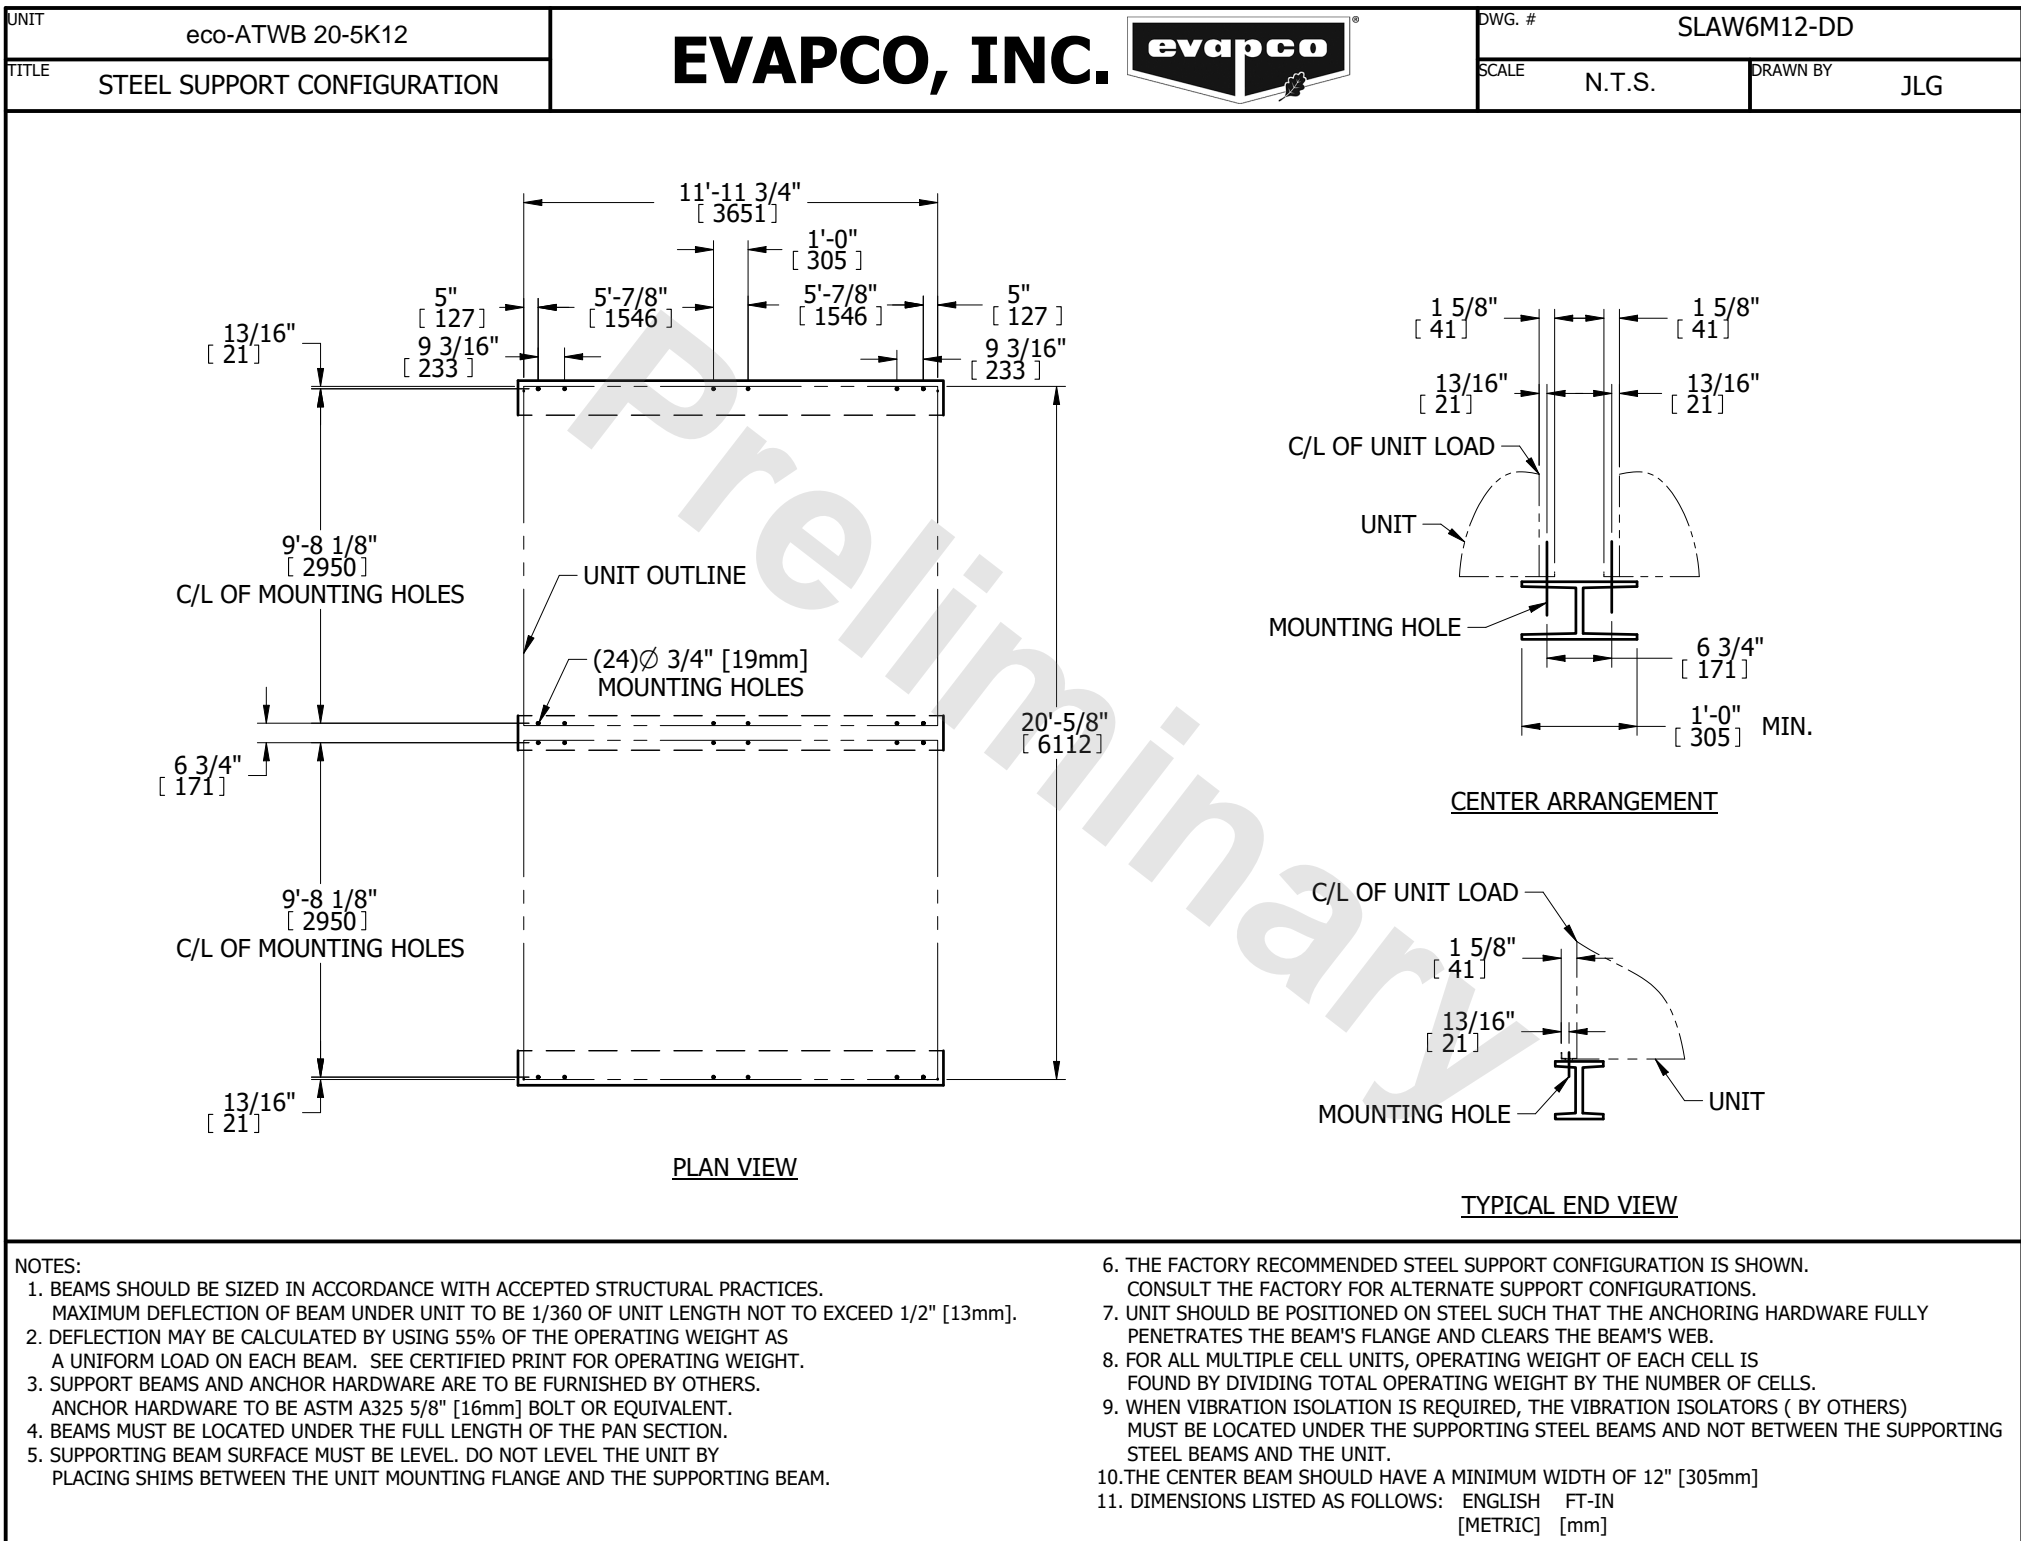 UNIT
eco-ATWB 20-5K12
TITLE
STEEL SUPPORT CONFIGURATION
EVAPCO, INC.
evapco
®
DWG. #
SLAW6M12-DD
SCALE
N.T.S.
DRAWN BY
JLG
11'-11 3/4"
[ 3651]
1'-0"
[ 305 ]
5"
[ 127]
5'-7/8"
[ 1546 ]
5'-7/8"
[ 1546 ]
5"
[ 127 ]
13/16"
[ 21]
9 3/16"
[ 233 ]
9 3/16"
[ 233 ]
9'-8 1/8"
[ 2950]
C/L OF MOUNTING HOLES
UNIT OUTLINE
(24)∅ 3/4" [19mm]
MOUNTING HOLES
6 3/4"
[ 171]
20'-5/8"
[ 6112]
9'-8 1/8"
[ 2950]
C/L OF MOUNTING HOLES
13/16"
[ 21]
PLAN VIEW
1 5/8"
[ 41]
1 5/8"
[ 41]
13/16"
[ 21]
13/16"
[ 21]
C/L OF UNIT LOAD
UNIT
MOUNTING HOLE
6 3/4"
[ 171]
1'-0"
[ 305]
MIN.
CENTER ARRANGEMENT
C/L OF UNIT LOAD
1 5/8"
[ 41]
13/16"
[ 21]
MOUNTING HOLE
UNIT
TYPICAL END VIEW
Preliminary
NOTES:
1. BEAMS SHOULD BE SIZED IN ACCORDANCE WITH ACCEPTED STRUCTURAL PRACTICES.
MAXIMUM DEFLECTION OF BEAM UNDER UNIT TO BE 1/360 OF UNIT LENGTH NOT TO EXCEED 1/2" [13mm].
2. DEFLECTION MAY BE CALCULATED BY USING 55% OF THE OPERATING WEIGHT AS
A UNIFORM LOAD ON EACH BEAM. SEE CERTIFIED PRINT FOR OPERATING WEIGHT.
3. SUPPORT BEAMS AND ANCHOR HARDWARE ARE TO BE FURNISHED BY OTHERS.
ANCHOR HARDWARE TO BE ASTM A325 5/8" [16mm] BOLT OR EQUIVALENT.
4. BEAMS MUST BE LOCATED UNDER THE FULL LENGTH OF THE PAN SECTION.
5. SUPPORTING BEAM SURFACE MUST BE LEVEL. DO NOT LEVEL THE UNIT BY
PLACING SHIMS BETWEEN THE UNIT MOUNTING FLANGE AND THE SUPPORTING BEAM.
6. THE FACTORY RECOMMENDED STEEL SUPPORT CONFIGURATION IS SHOWN.
CONSULT THE FACTORY FOR ALTERNATE SUPPORT CONFIGURATIONS.
7. UNIT SHOULD BE POSITIONED ON STEEL SUCH THAT THE ANCHORING HARDWARE FULLY
PENETRATES THE BEAM'S FLANGE AND CLEARS THE BEAM'S WEB.
8. FOR ALL MULTIPLE CELL UNITS, OPERATING WEIGHT OF EACH CELL IS
FOUND BY DIVIDING TOTAL OPERATING WEIGHT BY THE NUMBER OF CELLS.
9. WHEN VIBRATION ISOLATION IS REQUIRED, THE VIBRATION ISOLATORS ( BY OTHERS)
MUST BE LOCATED UNDER THE SUPPORTING STEEL BEAMS AND NOT BETWEEN THE SUPPORTING
STEEL BEAMS AND THE UNIT.
10.THE CENTER BEAM SHOULD HAVE A MINIMUM WIDTH OF 12" [305mm]
11. DIMENSIONS LISTED AS FOLLOWS: ENGLISH FT-IN
[METRIC] [mm]